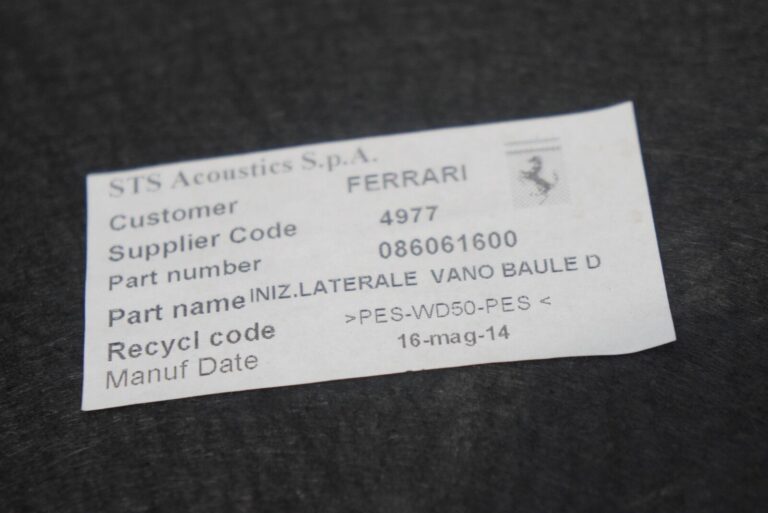 STS Acoustics S.p.A.
Customer FERRARI
Supplier Code 4977
Part number 086061600
Part name INIZ.LATERALE VANO BAULE D
Recycl code >PES-WD50-PES <
Manuf Date 16-mag-14